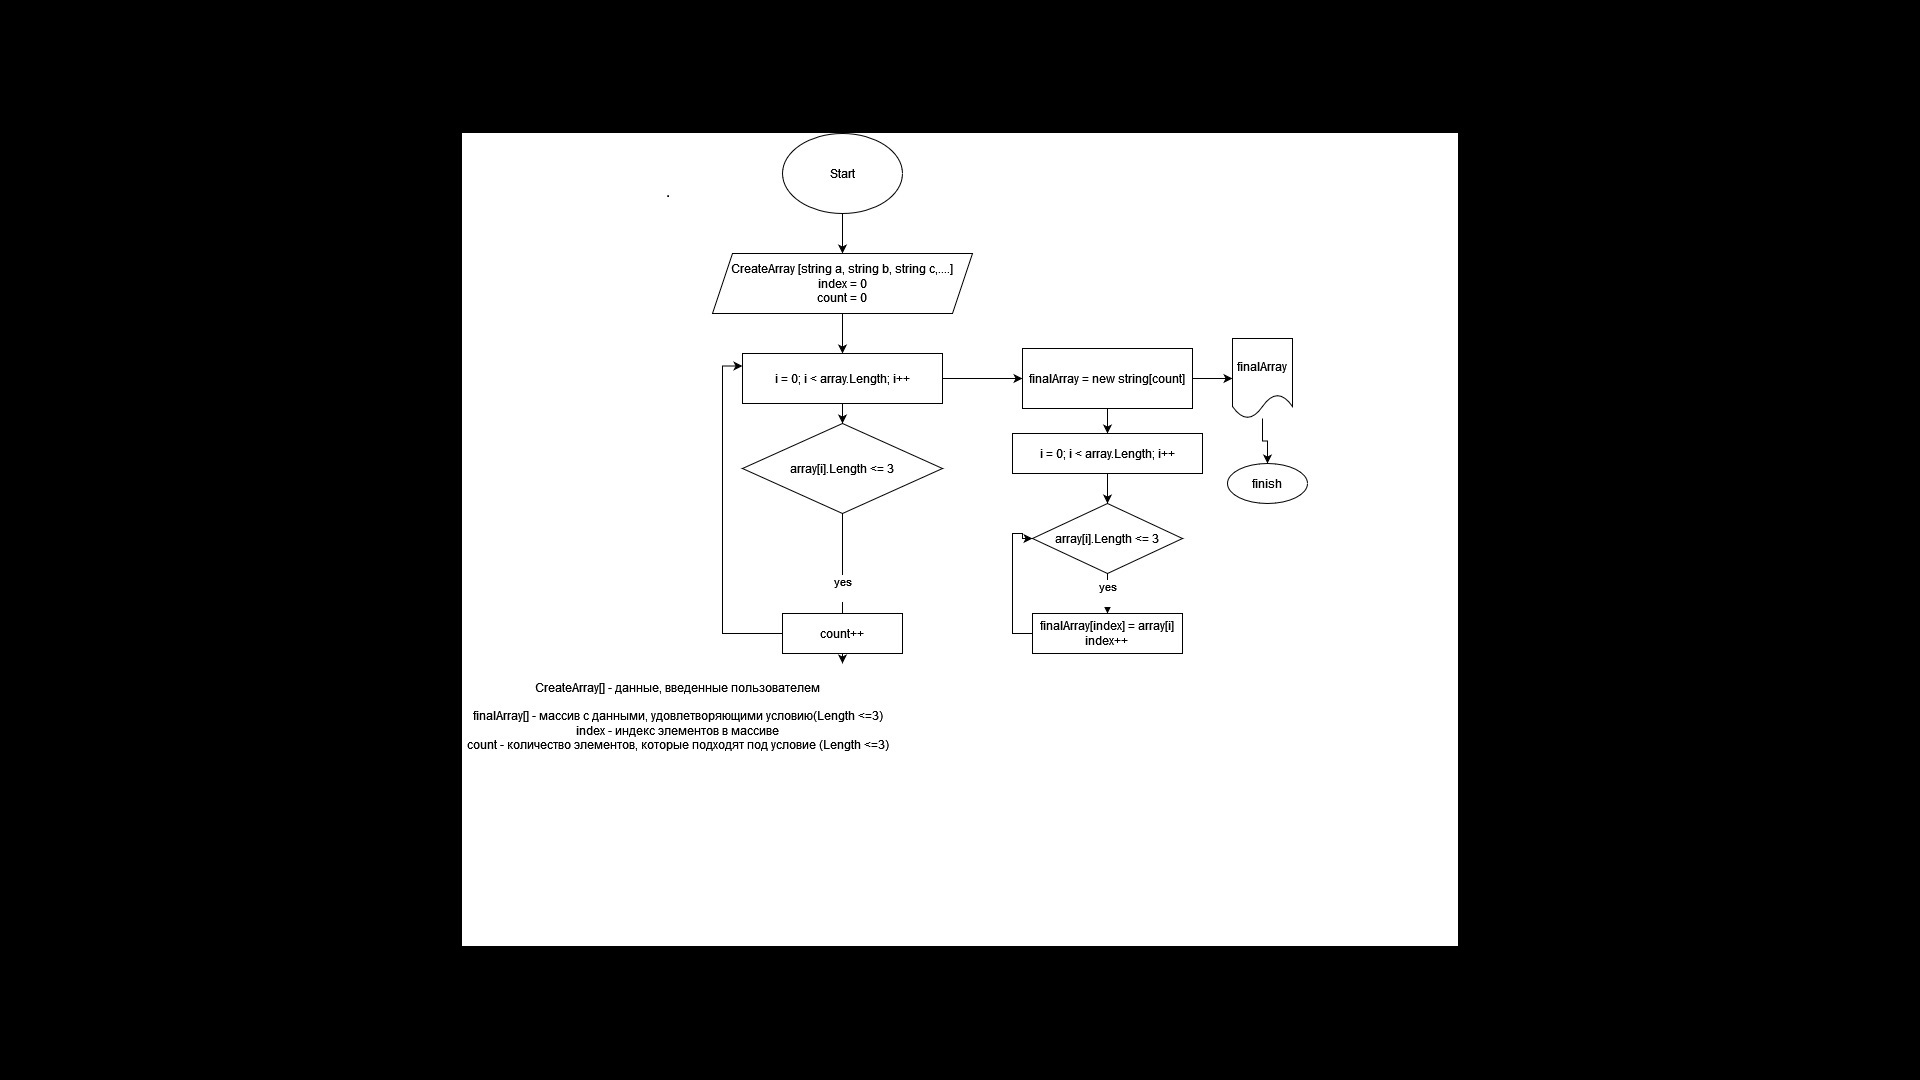 Start
CreateArray [string a, string b, string c,....]
index = 0
count = 0
i = 0; i < array.Length; i++
array[i].Length <= 3
yes
count++
finalArray = new string[count]
i = 0; i < array.Length; i++
array[i].Length <= 3
yes
finalArray[index] = array[i]
index++
finalArray
finish
CreateArray[] - данные, введенные пользователем
finalArray[] - массив с данными, удовлетворяющими условию(Length <=3)
index - индекс элементов в массиве
count - количество элементов, которые подходят под условие (Length <=3)